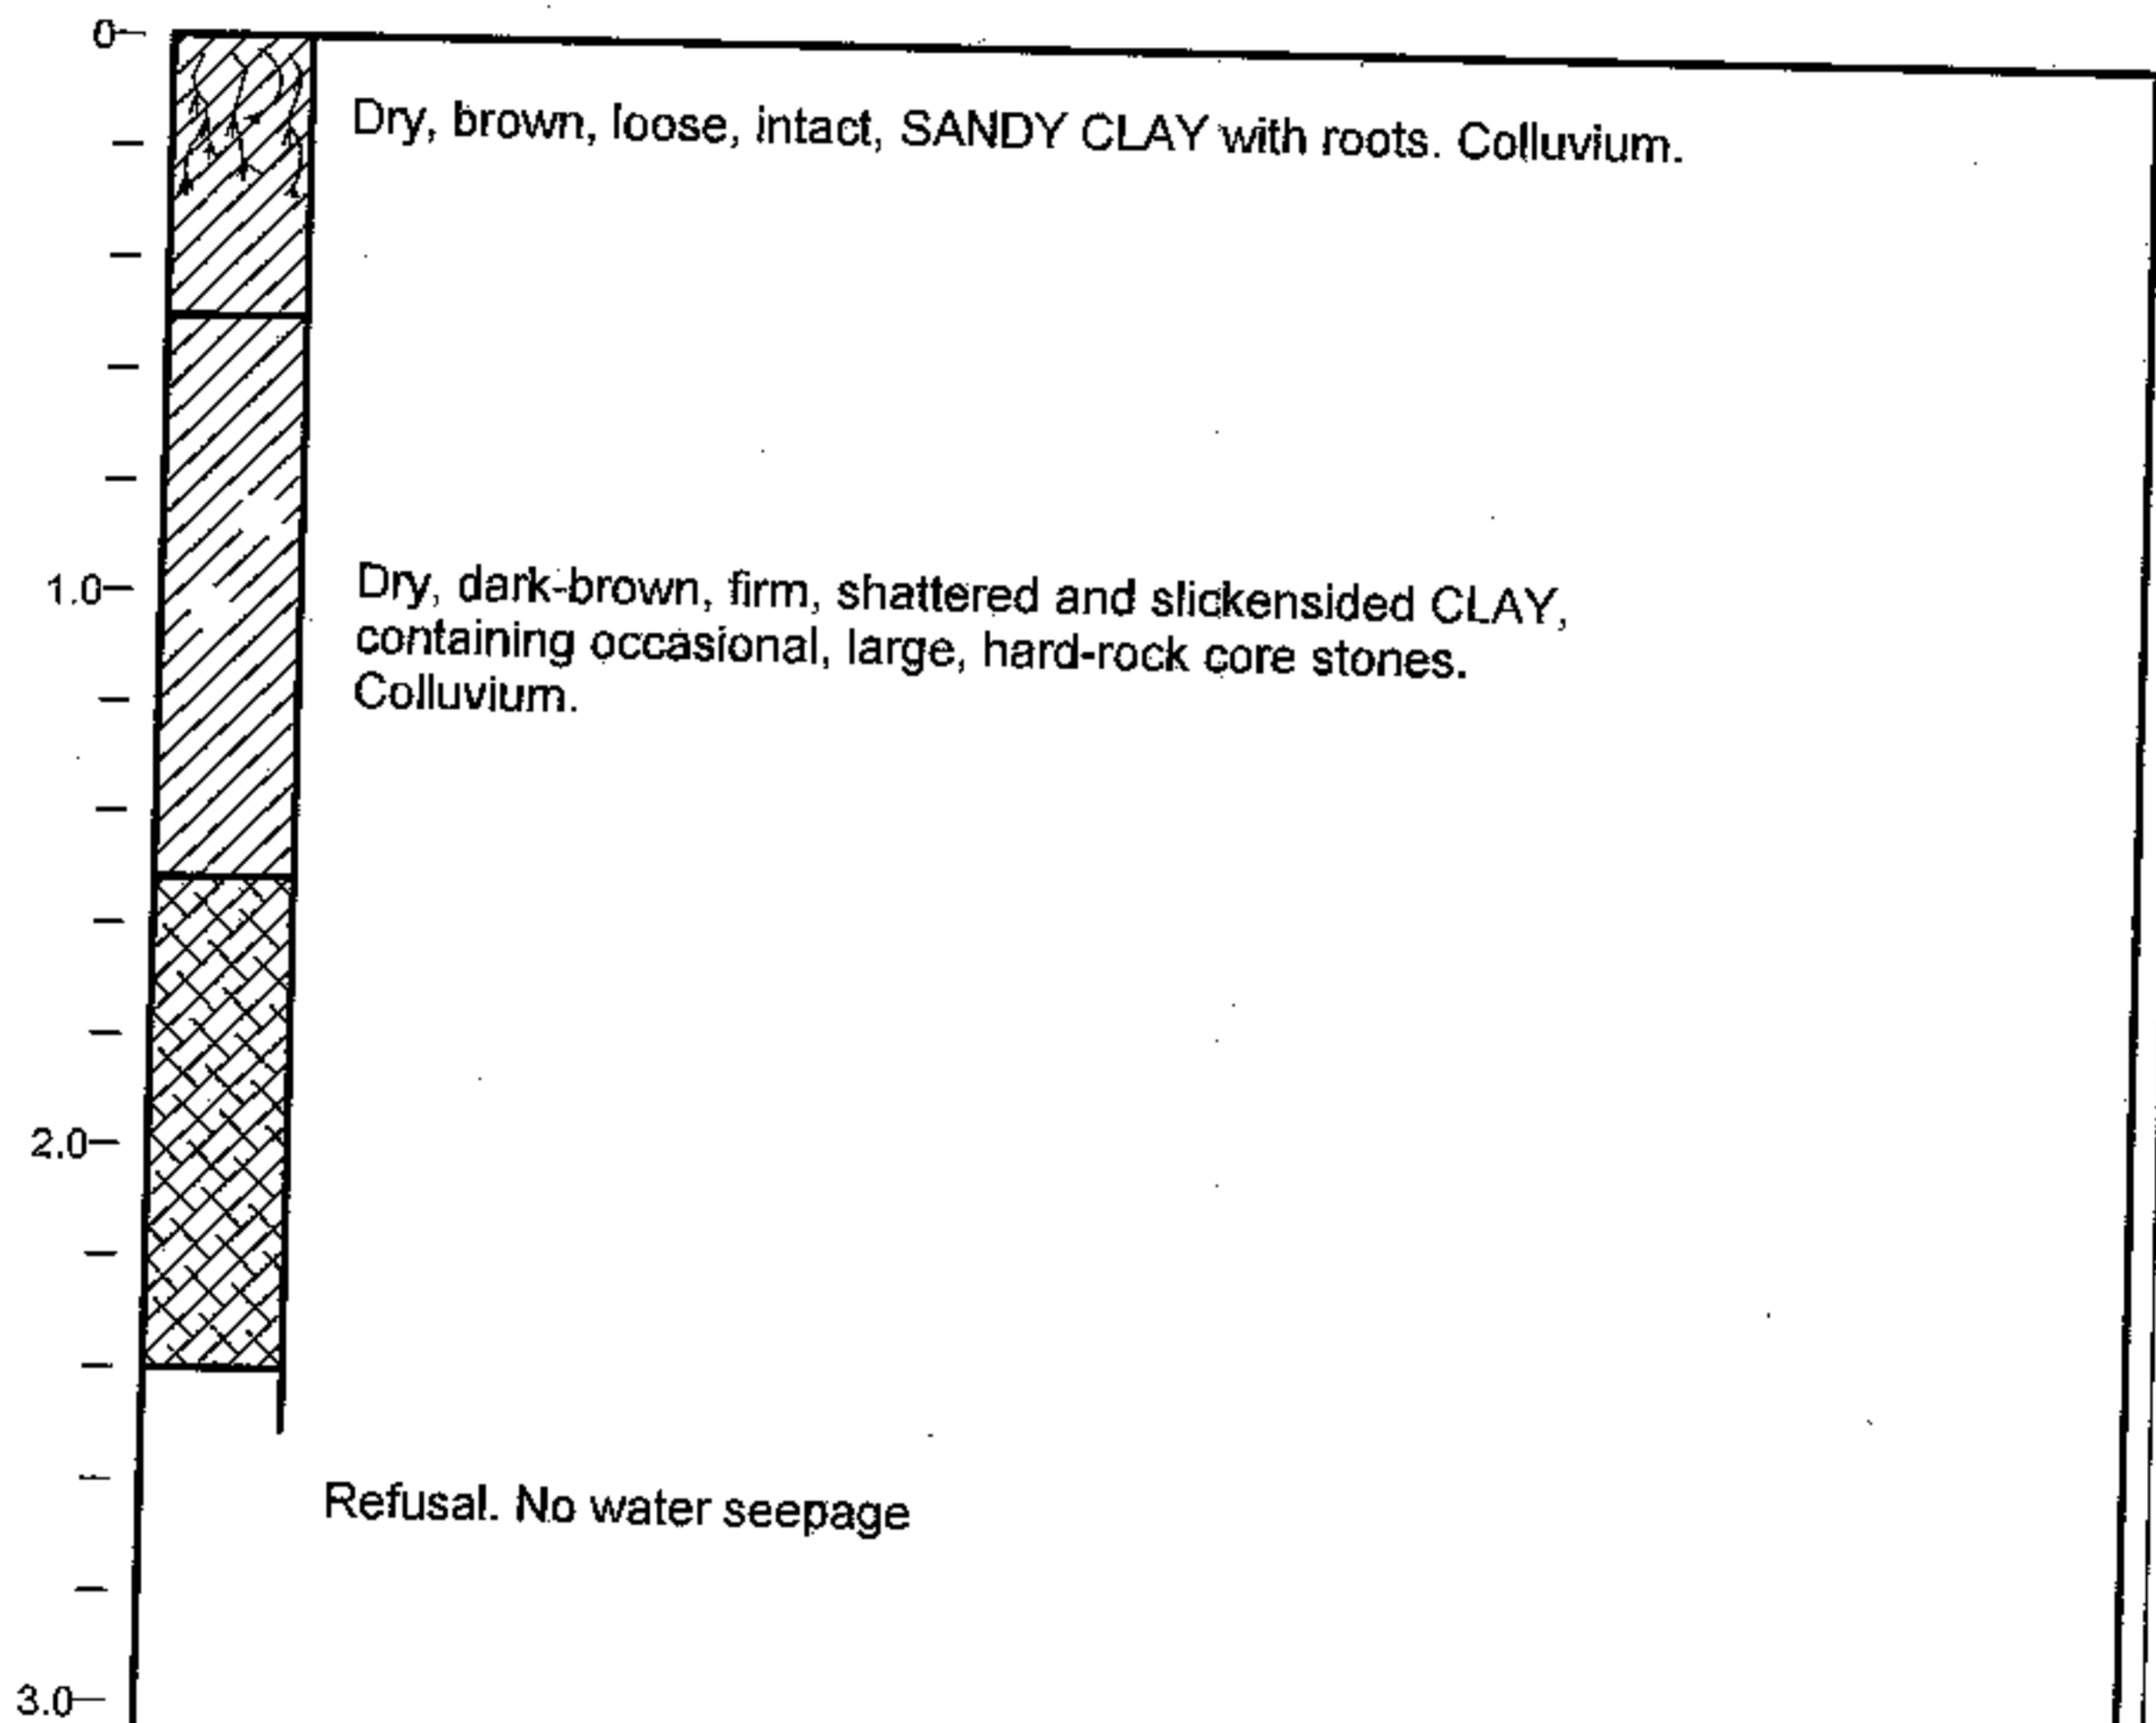 0
Dry, brown, loose, intact, SANDY CLAY with roots. Colluvium.
1.0
Dry, dark-brown, firm, shattered and slickensided CLAY,
containing occasional, large, hard-rock core stones.
Colluvium.
2.0
Refusal. No water seepage
3.0